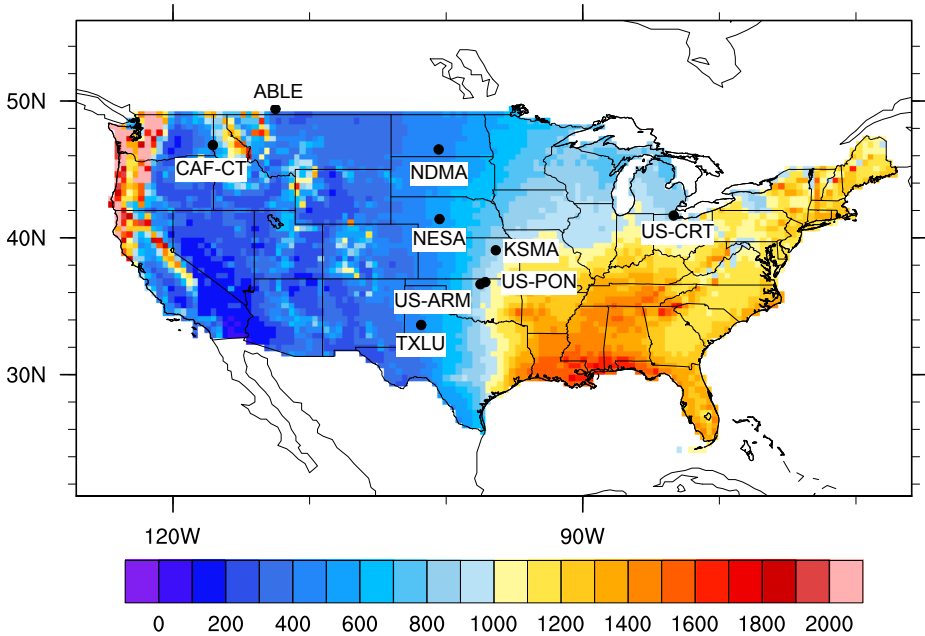 ABLE
50N
CAF-CT
NDMA
NESA
US-CRT
40N
KSMA
US-PON
US-ARM
TXLU
30N
120W 90W
0 200 400 600 800 1000 1200 1400 1600 1800 2000